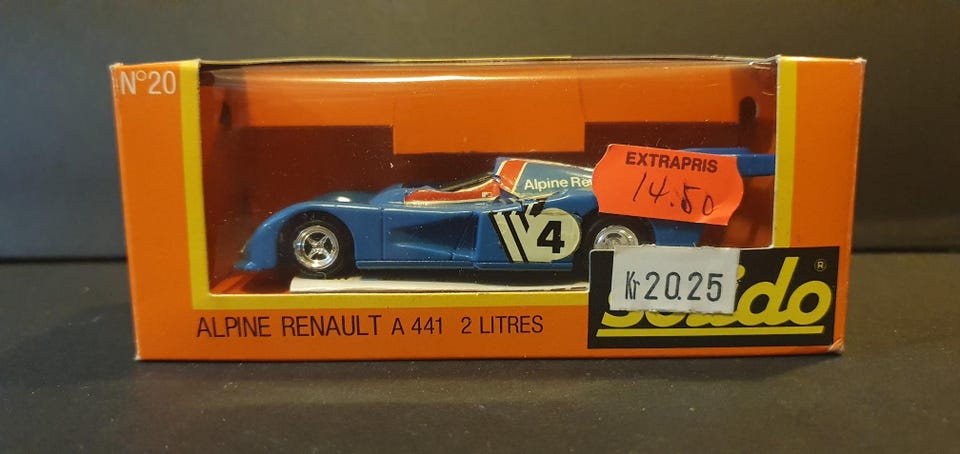 N°20
Alpine Re
EXTRAPRIS
14.50
4
Kr 20.25
Solido ®
ALPINE RENAULT A 441 2 LITRES